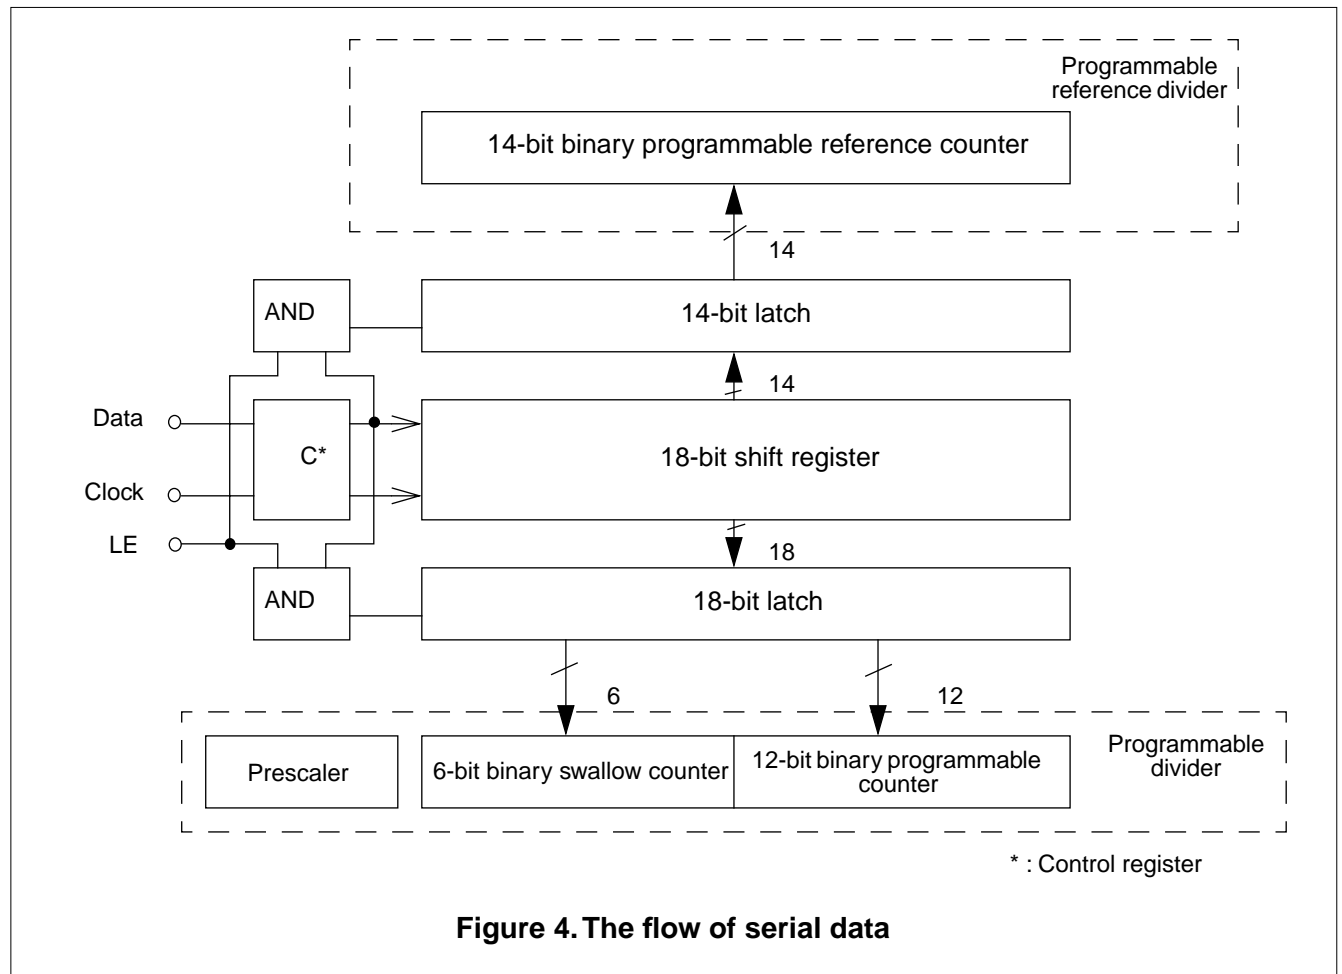 Programmable
reference divider
14-bit binary programmable reference counter
14
AND
14-bit latch
14
Data
C*
18-bit shift register
Clock
LE
18
AND
18-bit latch
6
12
Prescaler
6-bit binary swallow counter
12-bit binary programmable
counter
Programmable
divider
* : Control register
Figure 4. The flow of serial data